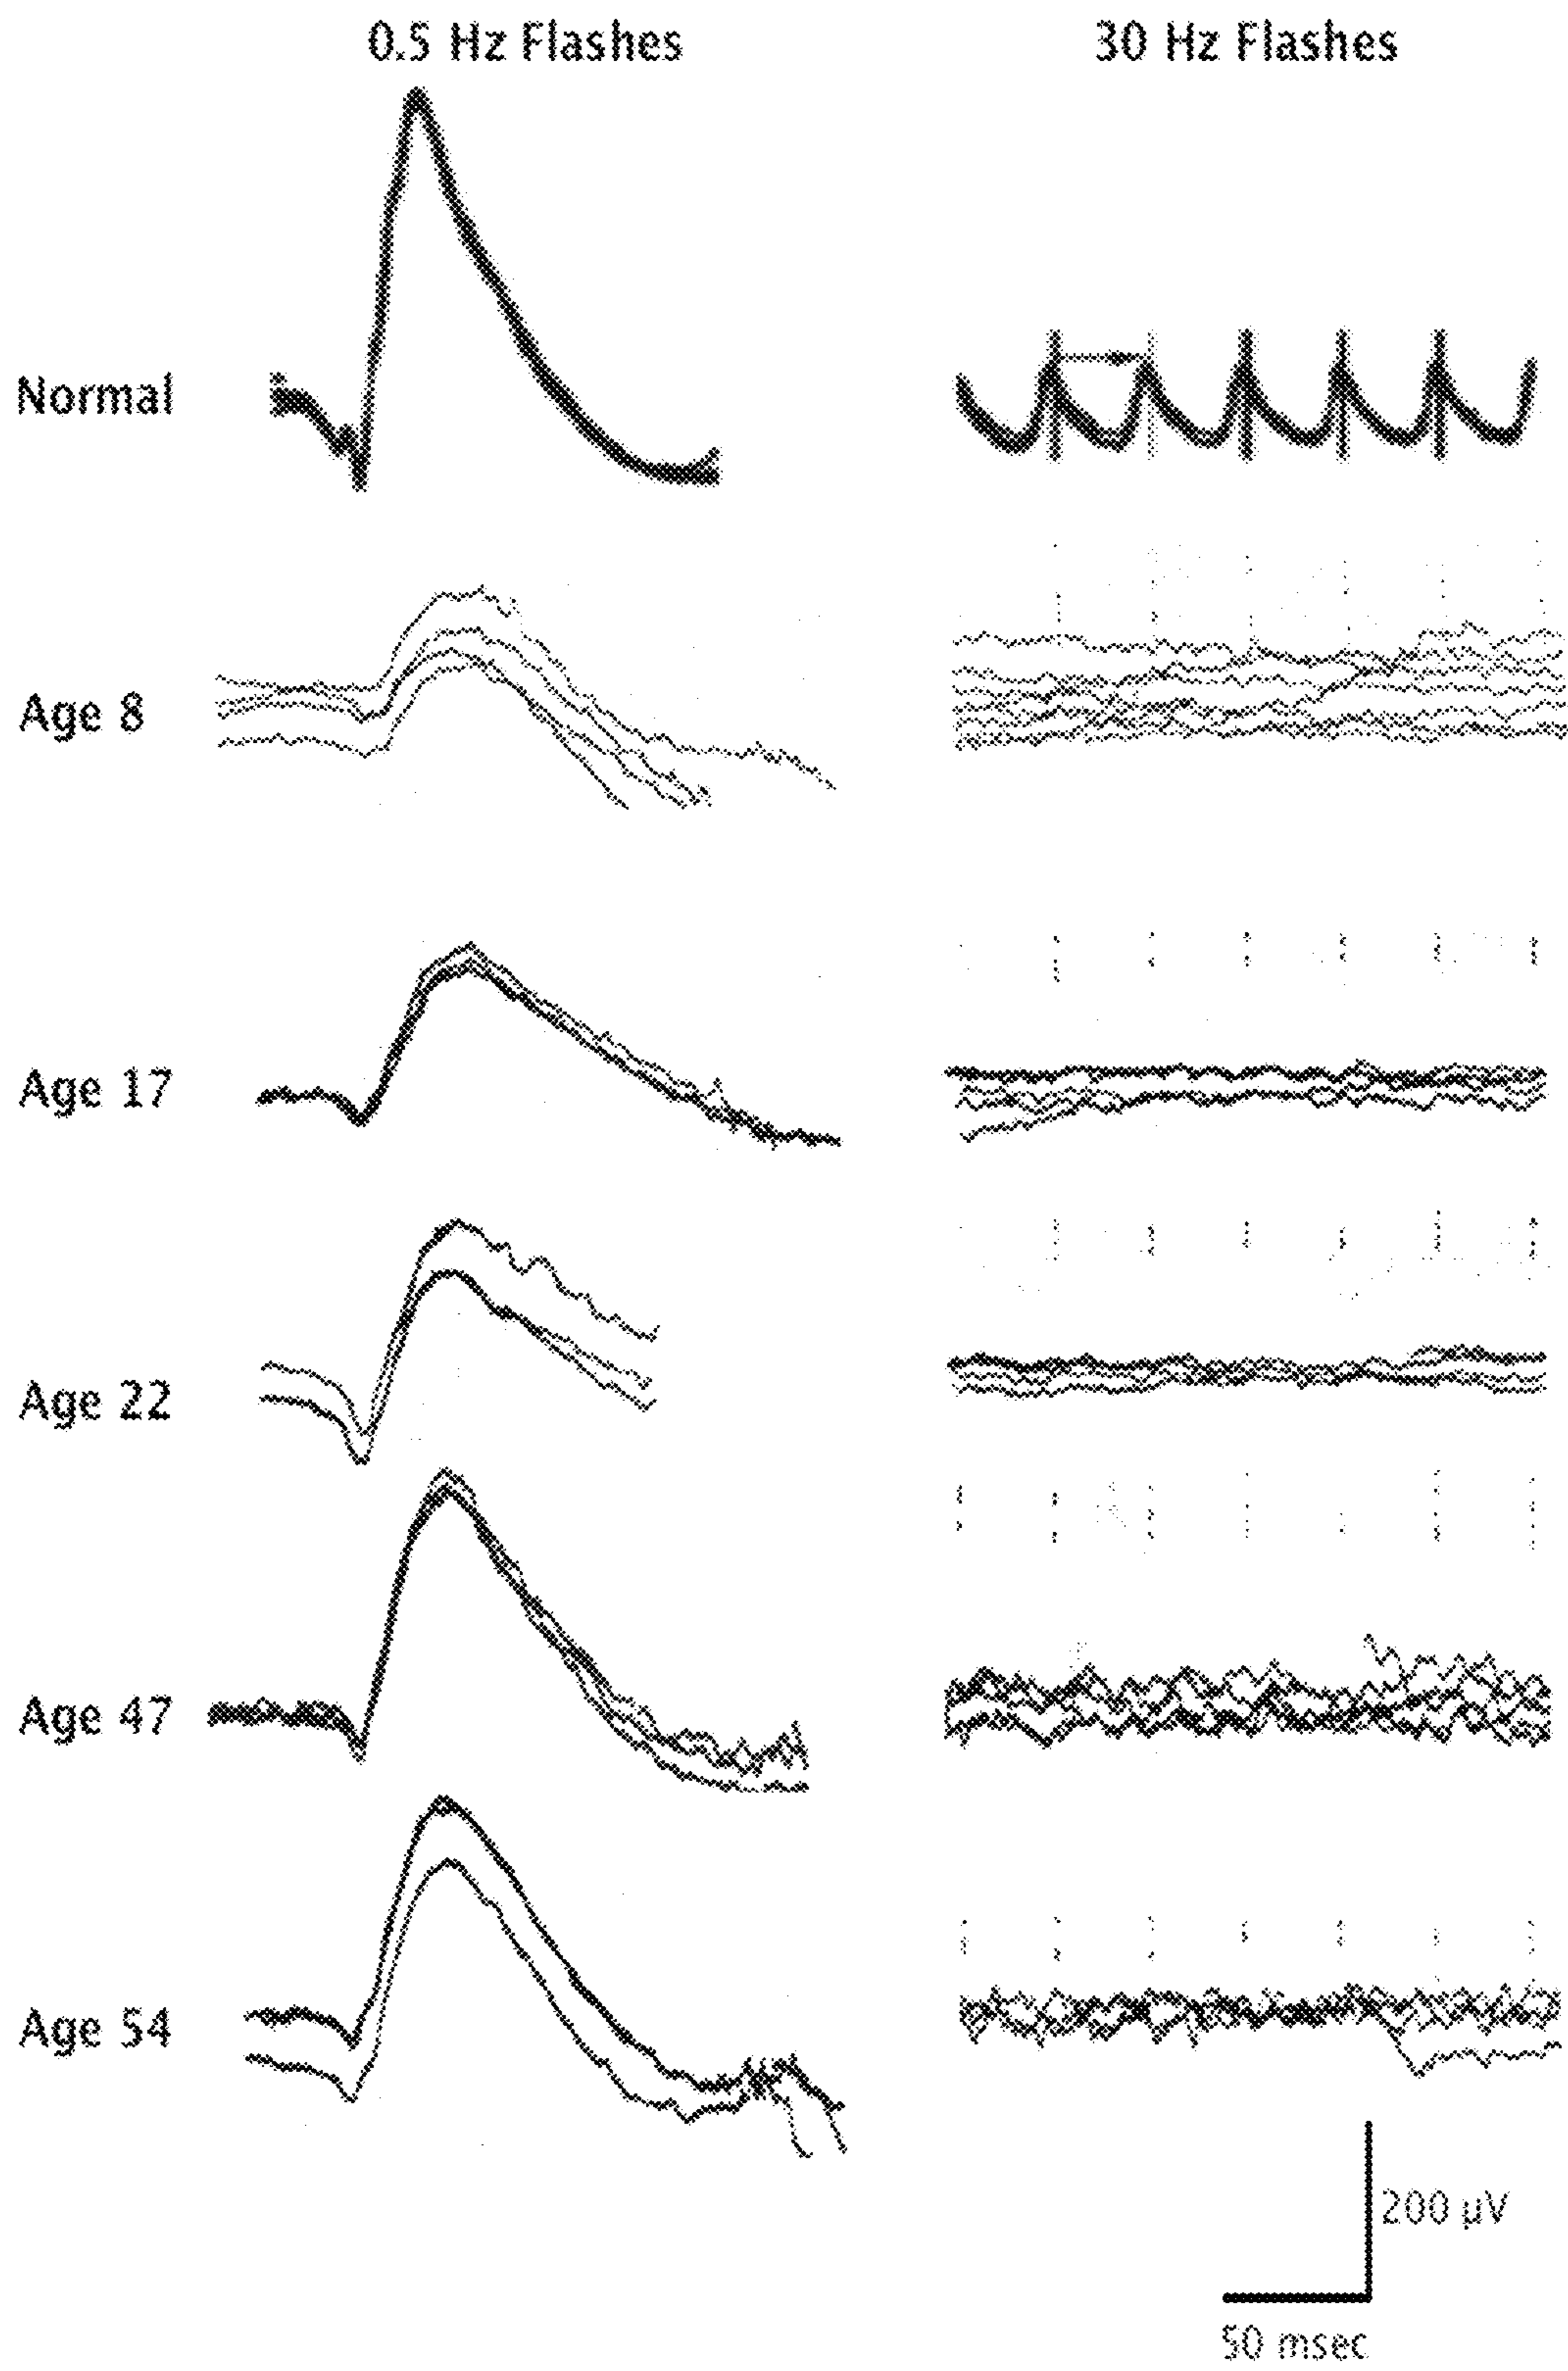 0.5 Hz Flashes
30 Hz Flashes
Normal
Age 8
Age 17
Age 22
Age 47
Age 54
200 µV
50 msec